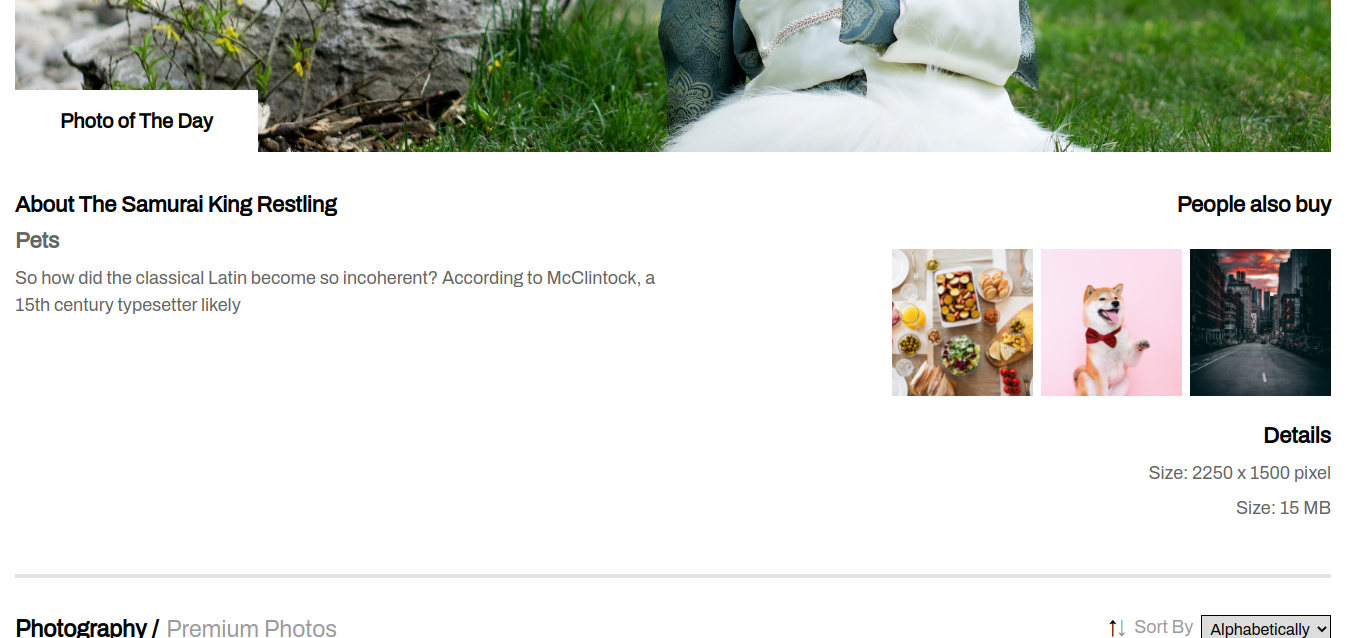 Photo of The Day
About The Samurai King Restling
People also buy
Pets
So how did the classical Latin become so incoherent? According to McClintock, a
15th century typesetter likely
Details
Size: 2250 x 1500 pixel
Size: 15 MB
Photography / Premium Photos
Sort By
Alphabetically